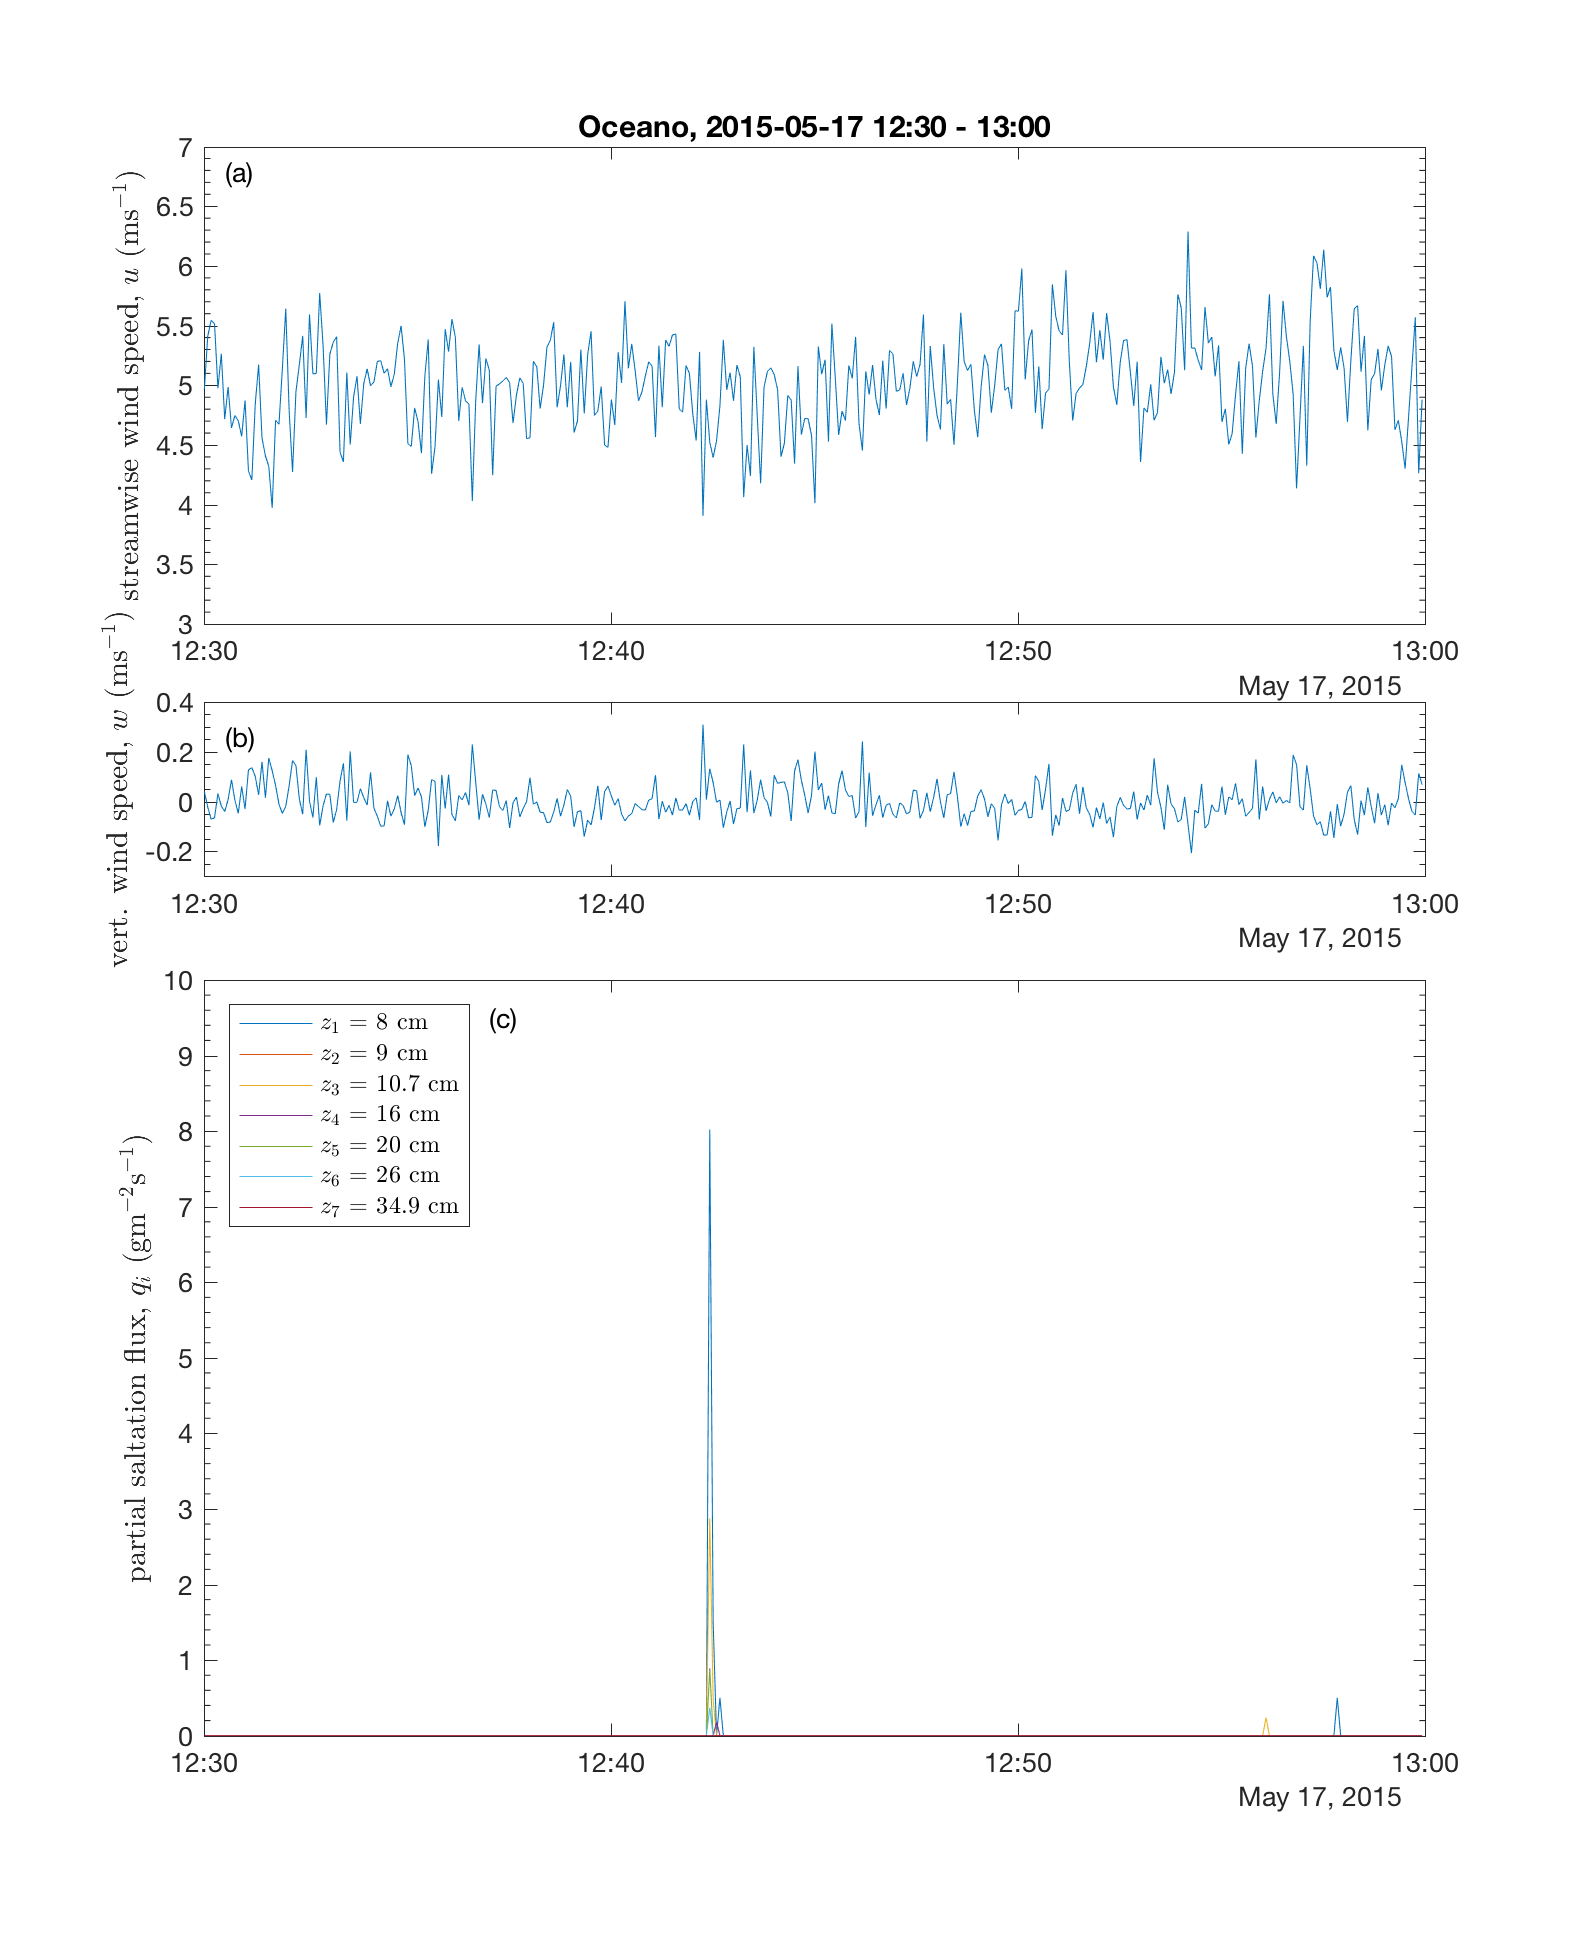 Oceano, 2015-05-17 12:30 - 13:00
(a)
streamwise wind speed, u (ms⁻¹)
7
6.5
6
5.5
5
4.5
4
3.5
3
12:30 12:40 12:50 13:00
May 17, 2015
(b)
vert. wind speed, w (ms⁻¹)
0.4
0.2
0
-0.2
12:30 12:40 12:50 13:00
May 17, 2015
(c)
partial saltation flux, qᵢ (gm⁻²s⁻¹)
10
9
8
7
6
5
4
3
2
1
0
z₁ = 8 cm
z₂ = 9 cm
z₃ = 10.7 cm
z₄ = 16 cm
z₅ = 20 cm
z₆ = 26 cm
z₇ = 34.9 cm
12:30 12:40 12:50 13:00
May 17, 2015